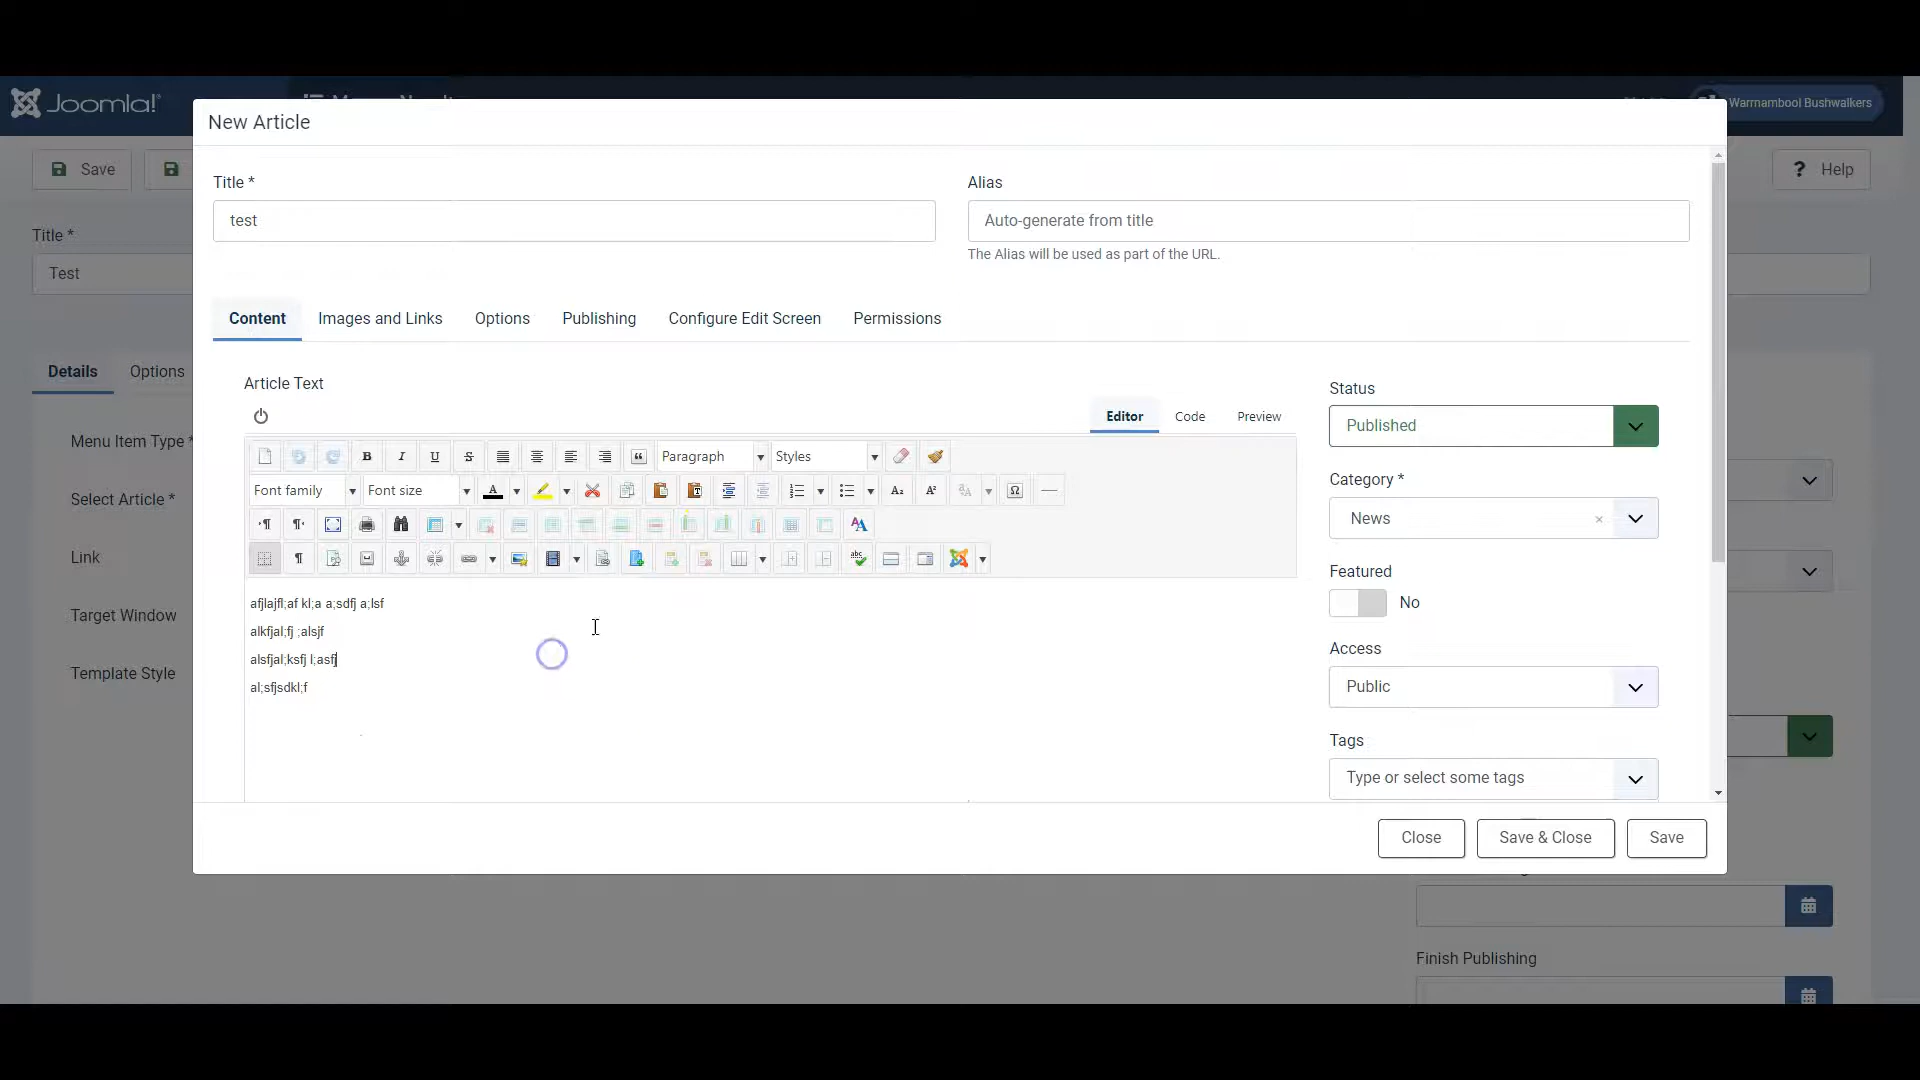 Joomla!
Warrnambool Bushwalkers
Save
Help
Title *
Test
Details
Options
Menu Item Type *
Select Article *
Link
Target Window
Template Style
Finish Publishing
New Article
Title *
test
Alias
Auto-generate from title
The Alias will be used as part of the URL.
Content
Images and Links
Options
Publishing
Configure Edit Screen
Permissions
Article Text
Editor
Code
Preview
Paragraph
Styles
Font family
Font size
afjlajfl;af kl;a a;sdfj a;lsf
alkfjal;fj ;alsjf
alsfjal;ksfj l;asfj
al;sfjsdkl;f
Status
Published
Category *
News
Featured
No
Access
Public
Tags
Type or select some tags
Close
Save & Close
Save